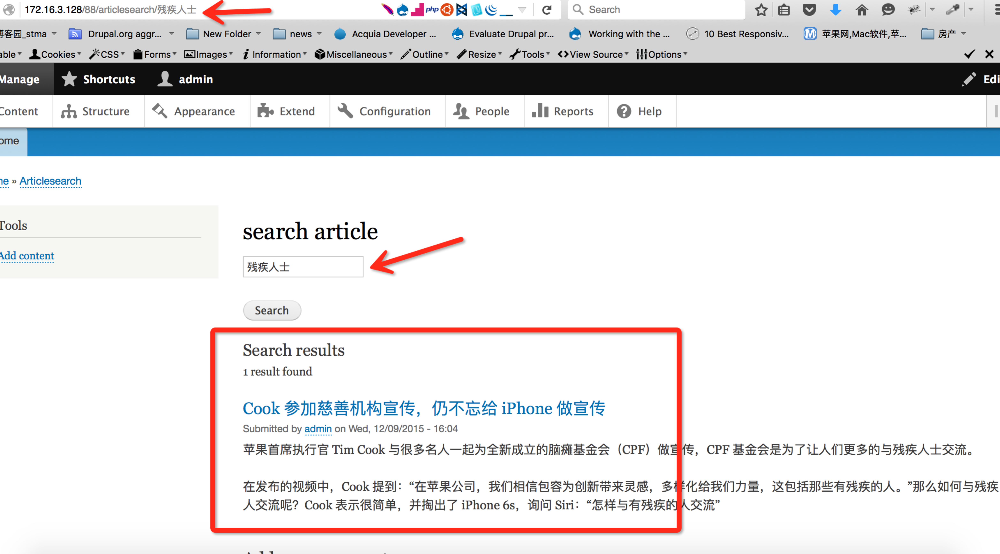 172.16.3.128/88/articlesearch/残疾人士
php
Search
博客园_stma
Drupal.org aggr...
New Folder
news
Acquia Developer ...
Evaluate Drupal pr...
Working with the ...
10 Best Responsiv...
苹果网,Mac软件,苹...
房产
able
Cookies
CSS
Forms
Images
Information
Miscellaneous
Outline
Resize
Tools
View Source
Options
Manage
Shortcuts
admin
Edi
Content
Structure
Appearance
Extend
Configuration
People
Reports
Help
ome
me » Articlesearch
Tools
Add content
search article
残疾人士
Search
Search results
1 result found
Cook 参加慈善机构宣传，仍不忘给 iPhone 做宣传
Submitted by admin on Wed, 12/09/2015 - 16:04
苹果首席执行官 Tim Cook 与很多名人一起为全新成立的脑瘫基金会（CPF）做宣传，CPF 基金会是为了让人们更多的与残疾人士交流。
在发布的视频中，Cook 提到：“在苹果公司，我们相信包容为创新带来灵感，多样化给我们力量，这包括那些有残疾的人。”那么如何与残疾
人交流呢？Cook 表示很简单，并掏出了 iPhone 6s，询问 Siri：“怎样与有残疾的人交流”